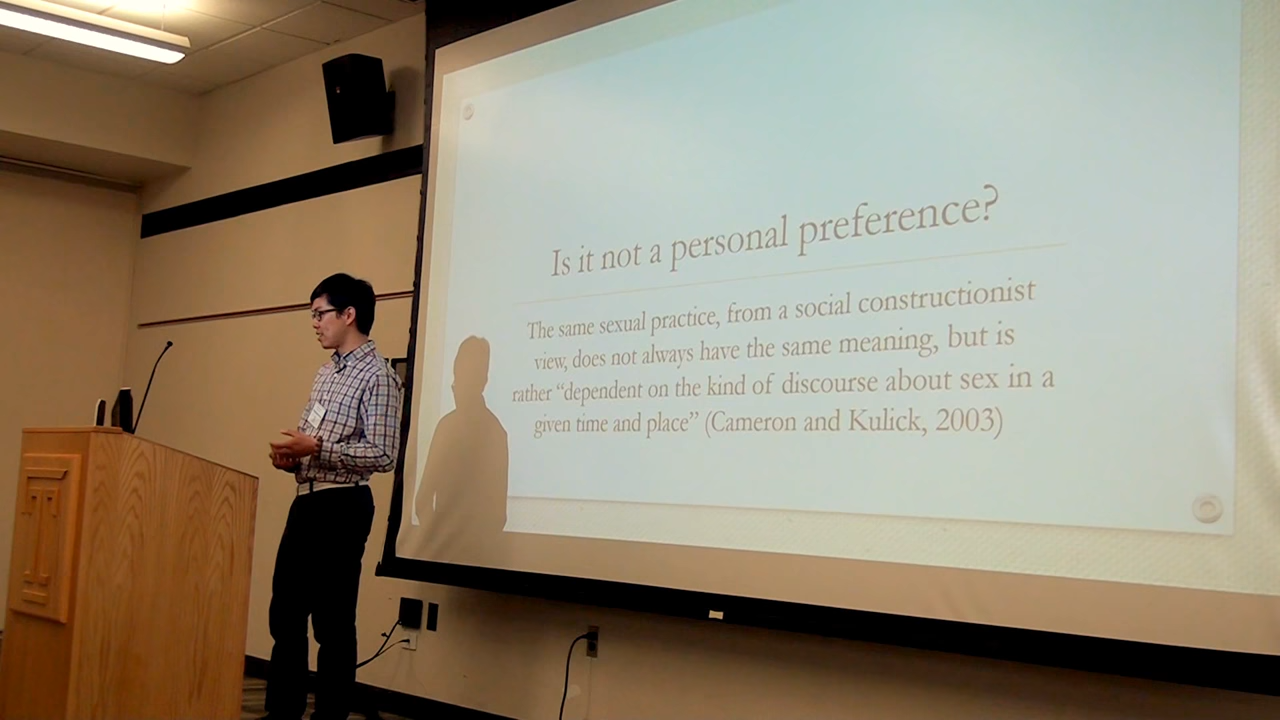 Is it not a personal preference?
The same sexual practice, from a social constructionist
view, does not always have the same meaning, but is
rather “dependent on the kind of discourse about sex in a
given time and place” (Cameron and Kulick, 2003)
T